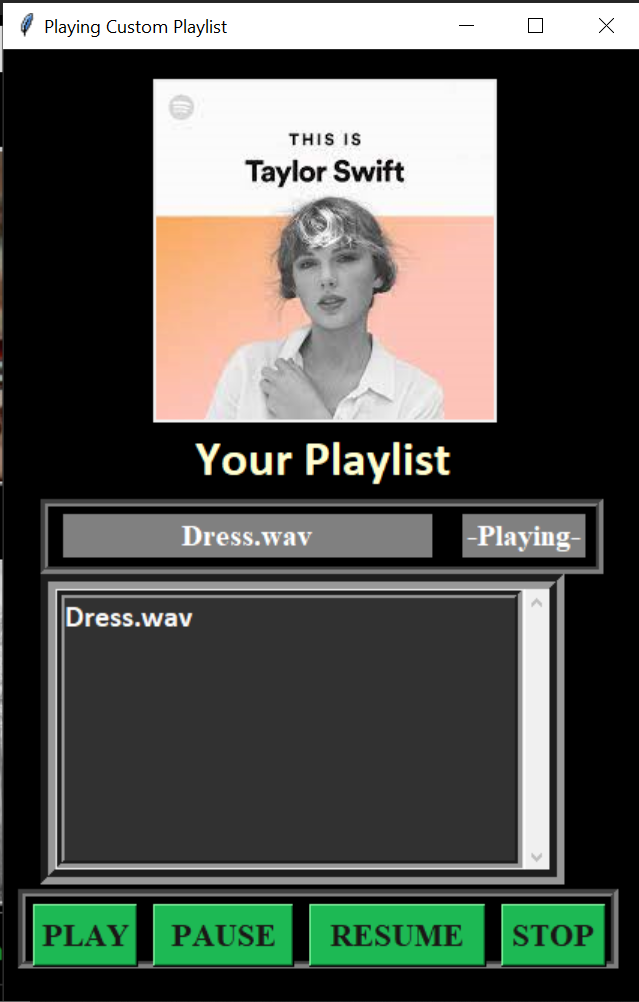 Playing Custom Playlist
THIS IS
Taylor Swift
Your Playlist
Dress.wav -Playing-
Dress.wav
PLAY PAUSE RESUME STOP